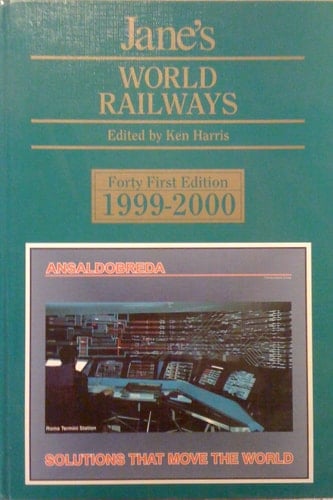 Jane's
WORLD
RAILWAYS
Edited by Ken Harris
Forty First Edition
1999-2000
ANSALDOBREDA
Roma Termini Station
SOLUTIONS THAT MOVE THE WORLD